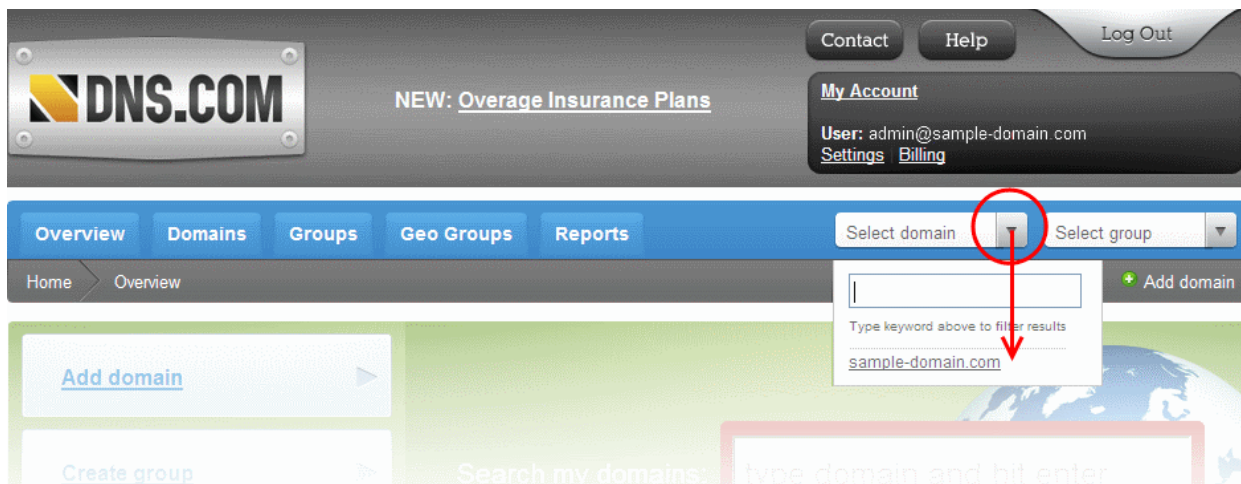 Contact Help Log Out
DNS.COM
NEW: Overage Insurance Plans
My Account
User: admin@sample-domain.com
Settings Billing
Overview Domains Groups Geo Groups Reports Select domain Select group
Home Overview
Add domain
Type keyword above to filter results
sample-domain.com
Add domain
Create group
Search my domains: type domain and hit enter